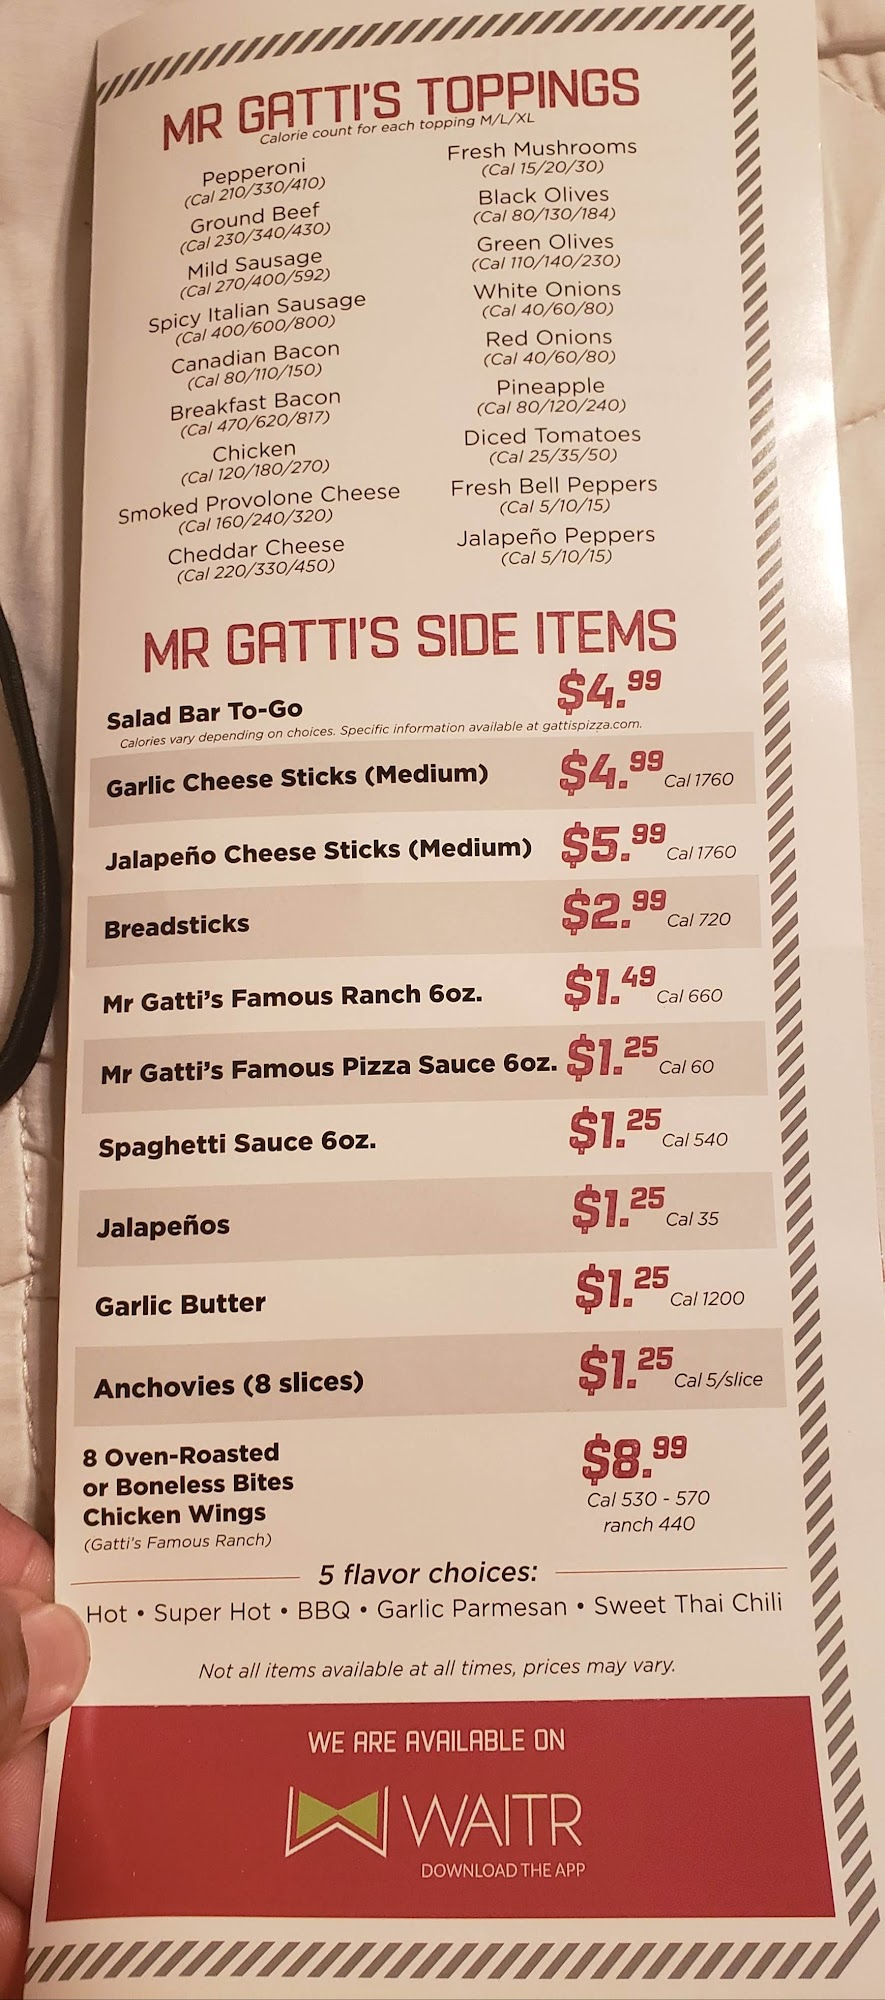 MR GATTI'S TOPPINGS
Calorie count for each topping M/L/XL
Pepperoni
(Cal 210/330/410)
Ground Beef
(Cal 230/340/430)
Mild Sausage
(Cal 270/400/592)
Spicy Italian Sausage
(Cal 400/600/800)
Canadian Bacon
(Cal 80/110/150)
Breakfast Bacon
(Cal 470/620/817)
Chicken
(Cal 120/180/270)
Smoked Provolone Cheese
(Cal 160/240/320)
Cheddar Cheese
(Cal 220/330/450)
Fresh Mushrooms
(Cal 15/20/30)
Black Olives
(Cal 80/130/184)
Green Olives
(Cal 110/140/230)
White Onions
(Cal 40/60/80)
Red Onions
(Cal 40/60/80)
Pineapple
(Cal 80/120/240)
Diced Tomatoes
(Cal 25/35/50)
Fresh Bell Peppers
(Cal 5/10/15)
Jalapeño Peppers
(Cal 5/10/15)
MR GATTI'S SIDE ITEMS
Salad Bar To-Go $4.99
Calories vary depending on choices. Specific information available at gattispizza.com.
Garlic Cheese Sticks (Medium) $4.99 Cal 1760
Jalapeño Cheese Sticks (Medium) $5.99 Cal 1760
Breadsticks $2.99 Cal 720
Mr Gatti's Famous Ranch 6oz. $1.49 Cal 660
Mr Gatti's Famous Pizza Sauce 6oz. $1.25 Cal 60
Spaghetti Sauce 6oz. $1.25 Cal 540
Jalapeños $1.25 Cal 35
Garlic Butter $1.25 Cal 1200
Anchovies (8 slices) $1.25 Cal 5/slice
8 Oven-Roasted
or Boneless Bites
Chicken Wings
(Gatti's Famous Ranch)
$8.99
Cal 530 - 570
ranch 440
5 flavor choices:
Hot • Super Hot • BBQ • Garlic Parmesan • Sweet Thai Chili
Not all items available at all times, prices may vary.
WE ARE AVAILABLE ON
WAITR
DOWNLOAD THE APP